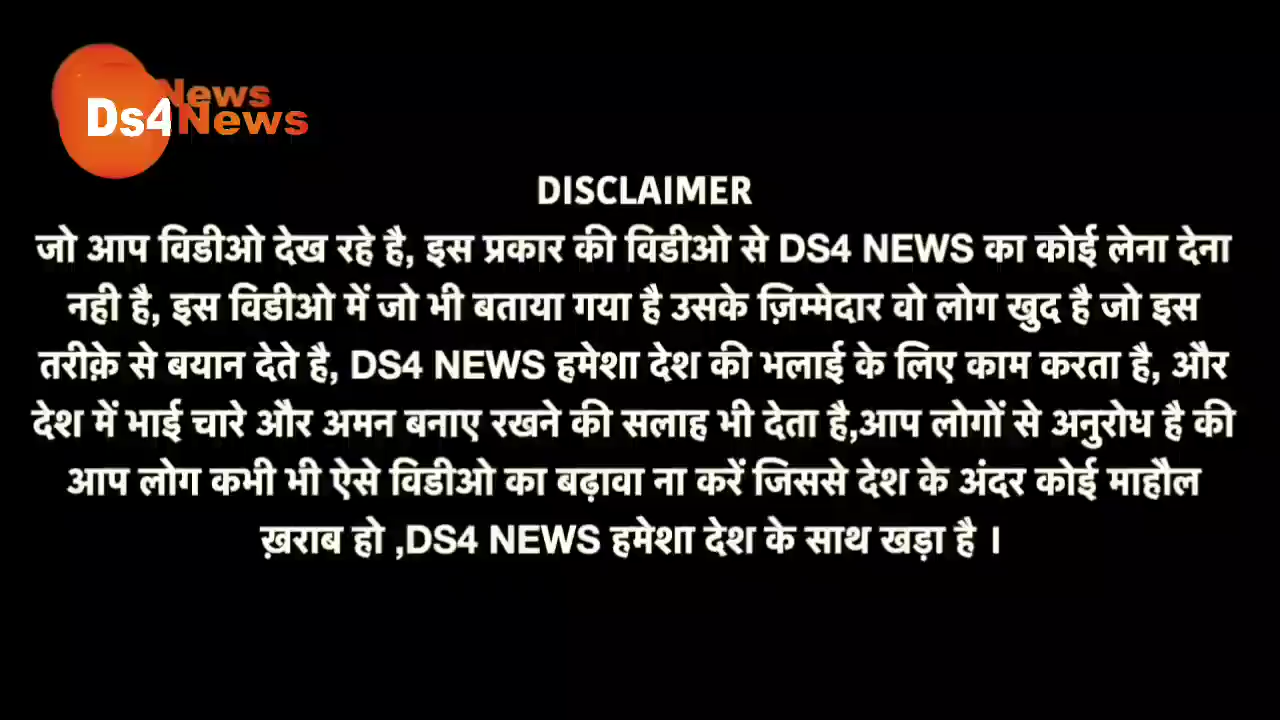 News
Ds4News
DISCLAIMER
जो आप विडीओ देख रहे है, इस प्रकार की विडीओ से DS4 NEWS का कोई लेना देना
नही है, इस विडीओ में जो भी बताया गया है उसके ज़िम्मेदार वो लोग खुद है जो इस
तरीक़े से बयान देते है, DS4 NEWS हमेशा देश की भलाई के लिए काम करता है, और
देश में भाई चारे और अमन बनाए रखने की सलाह भी देता है,आप लोगों से अनुरोध है की
आप लोग कभी भी ऐसे विडीओ का बढ़ावा ना करें जिससे देश के अंदर कोई माहौल
ख़राब हो ,DS4 NEWS हमेशा देश के साथ खड़ा है ।